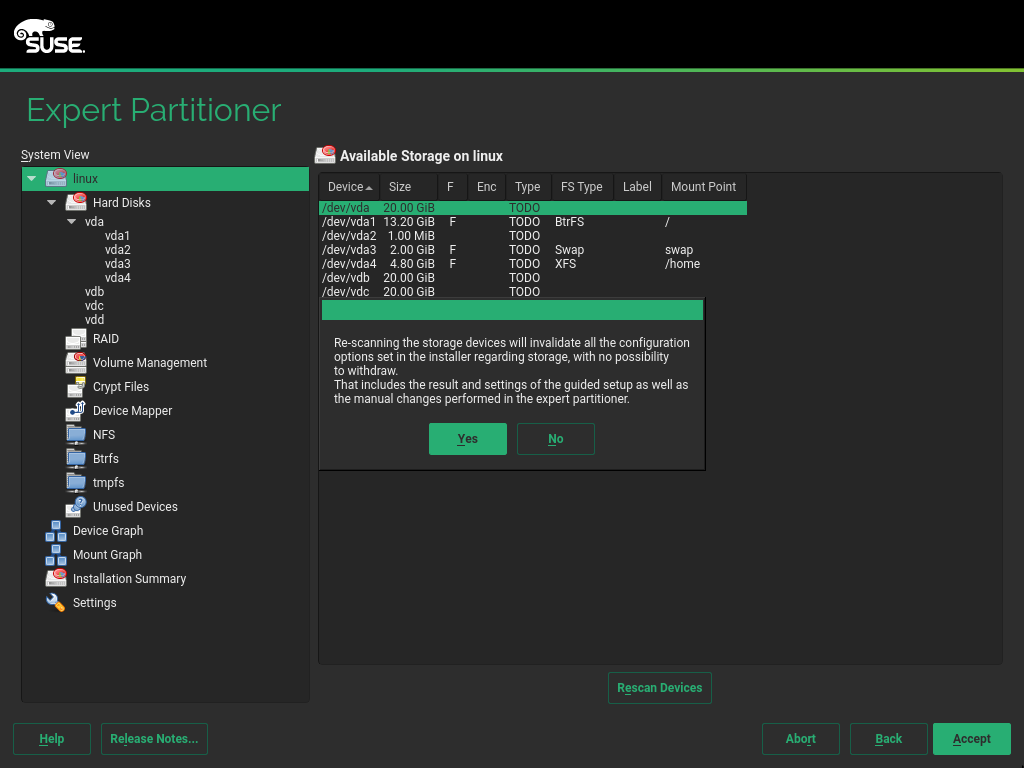 SUSE.
Expert Partitioner
System View
linux
Hard Disks
vda
vda1
vda2
vda3
vda4
vdb
vdc
vdd
RAID
Volume Management
Crypt Files
Device Mapper
NFS
Btrfs
tmpfs
Unused Devices
Device Graph
Mount Graph
Installation Summary
Settings
Available Storage on linux
Device Size F Enc Type FS Type Label Mount Point
/dev/vda 20.00 GiB TODO
/dev/vda1 13.20 GiB F TODO BtrFS /
/dev/vda2 1.00 MiB TODO
/dev/vda3 2.00 GiB F TODO Swap swap
/dev/vda4 4.80 GiB F TODO XFS /home
/dev/vdb 20.00 GiB TODO
/dev/vdc 20.00 GiB TODO
Re-scanning the storage devices will invalidate all the configuration
options set in the installer regarding storage, with no possibility
to withdraw.
That includes the result and settings of the guided setup as well as
the manual changes performed in the expert partitioner.
Yes No
Rescan Devices
Help Release Notes... Abort Back Accept